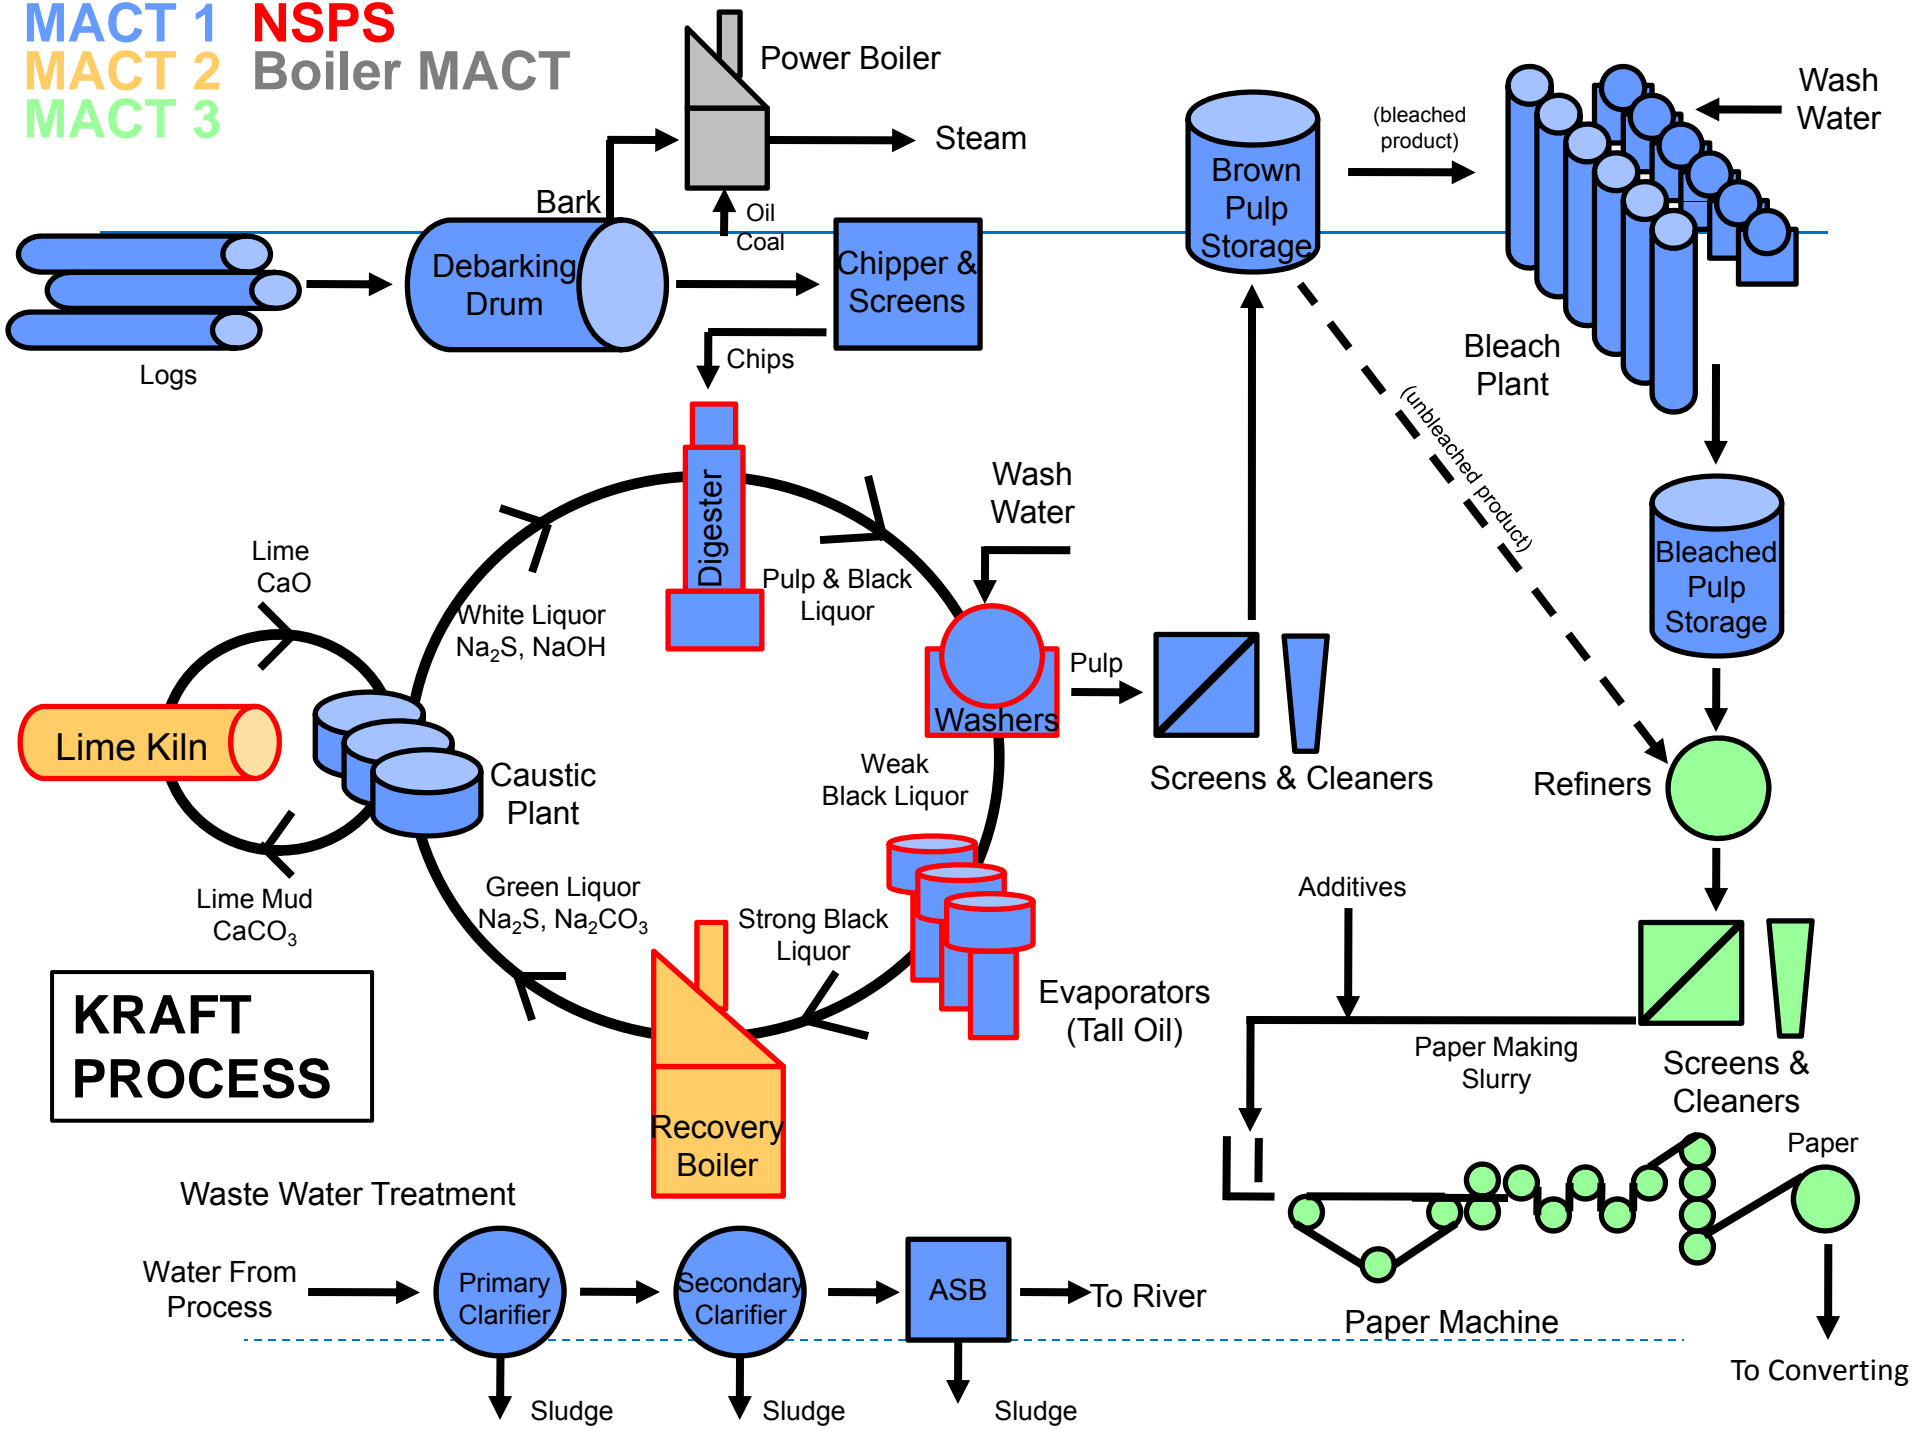 MACT 1 NSPS
MACT 2 Boiler MACT
MACT 3
Power Boiler
Steam
Bark
Oil
Coal
Logs
Debarking
Drum
Chipper &
Screens
Chips
Brown
Pulp
Storage
(bleached
product)
Wash
Water
Bleach
Plant
(unbleached product)
Bleached
Pulp
Storage
Digester
Wash
Water
Lime
CaO
White Liquor
Na₂S, NaOH
Pulp & Black
Liquor
Pulp
Washers
Screens & Cleaners
Refiners
Lime Kiln
Caustic
Plant
Weak
Black Liquor
Lime Mud
CaCO₃
Green Liquor
Na₂S, Na₂CO₃
Strong Black
Liquor
Evaporators
(Tall Oil)
Additives
Paper Making
Slurry
Screens &
Cleaners
KRAFT
PROCESS
Recovery
Boiler
Paper
Paper Machine
To Converting
Waste Water Treatment
Water From
Process
Primary
Clarifier
Secondary
Clarifier
ASB
To River
Sludge
Sludge
Sludge